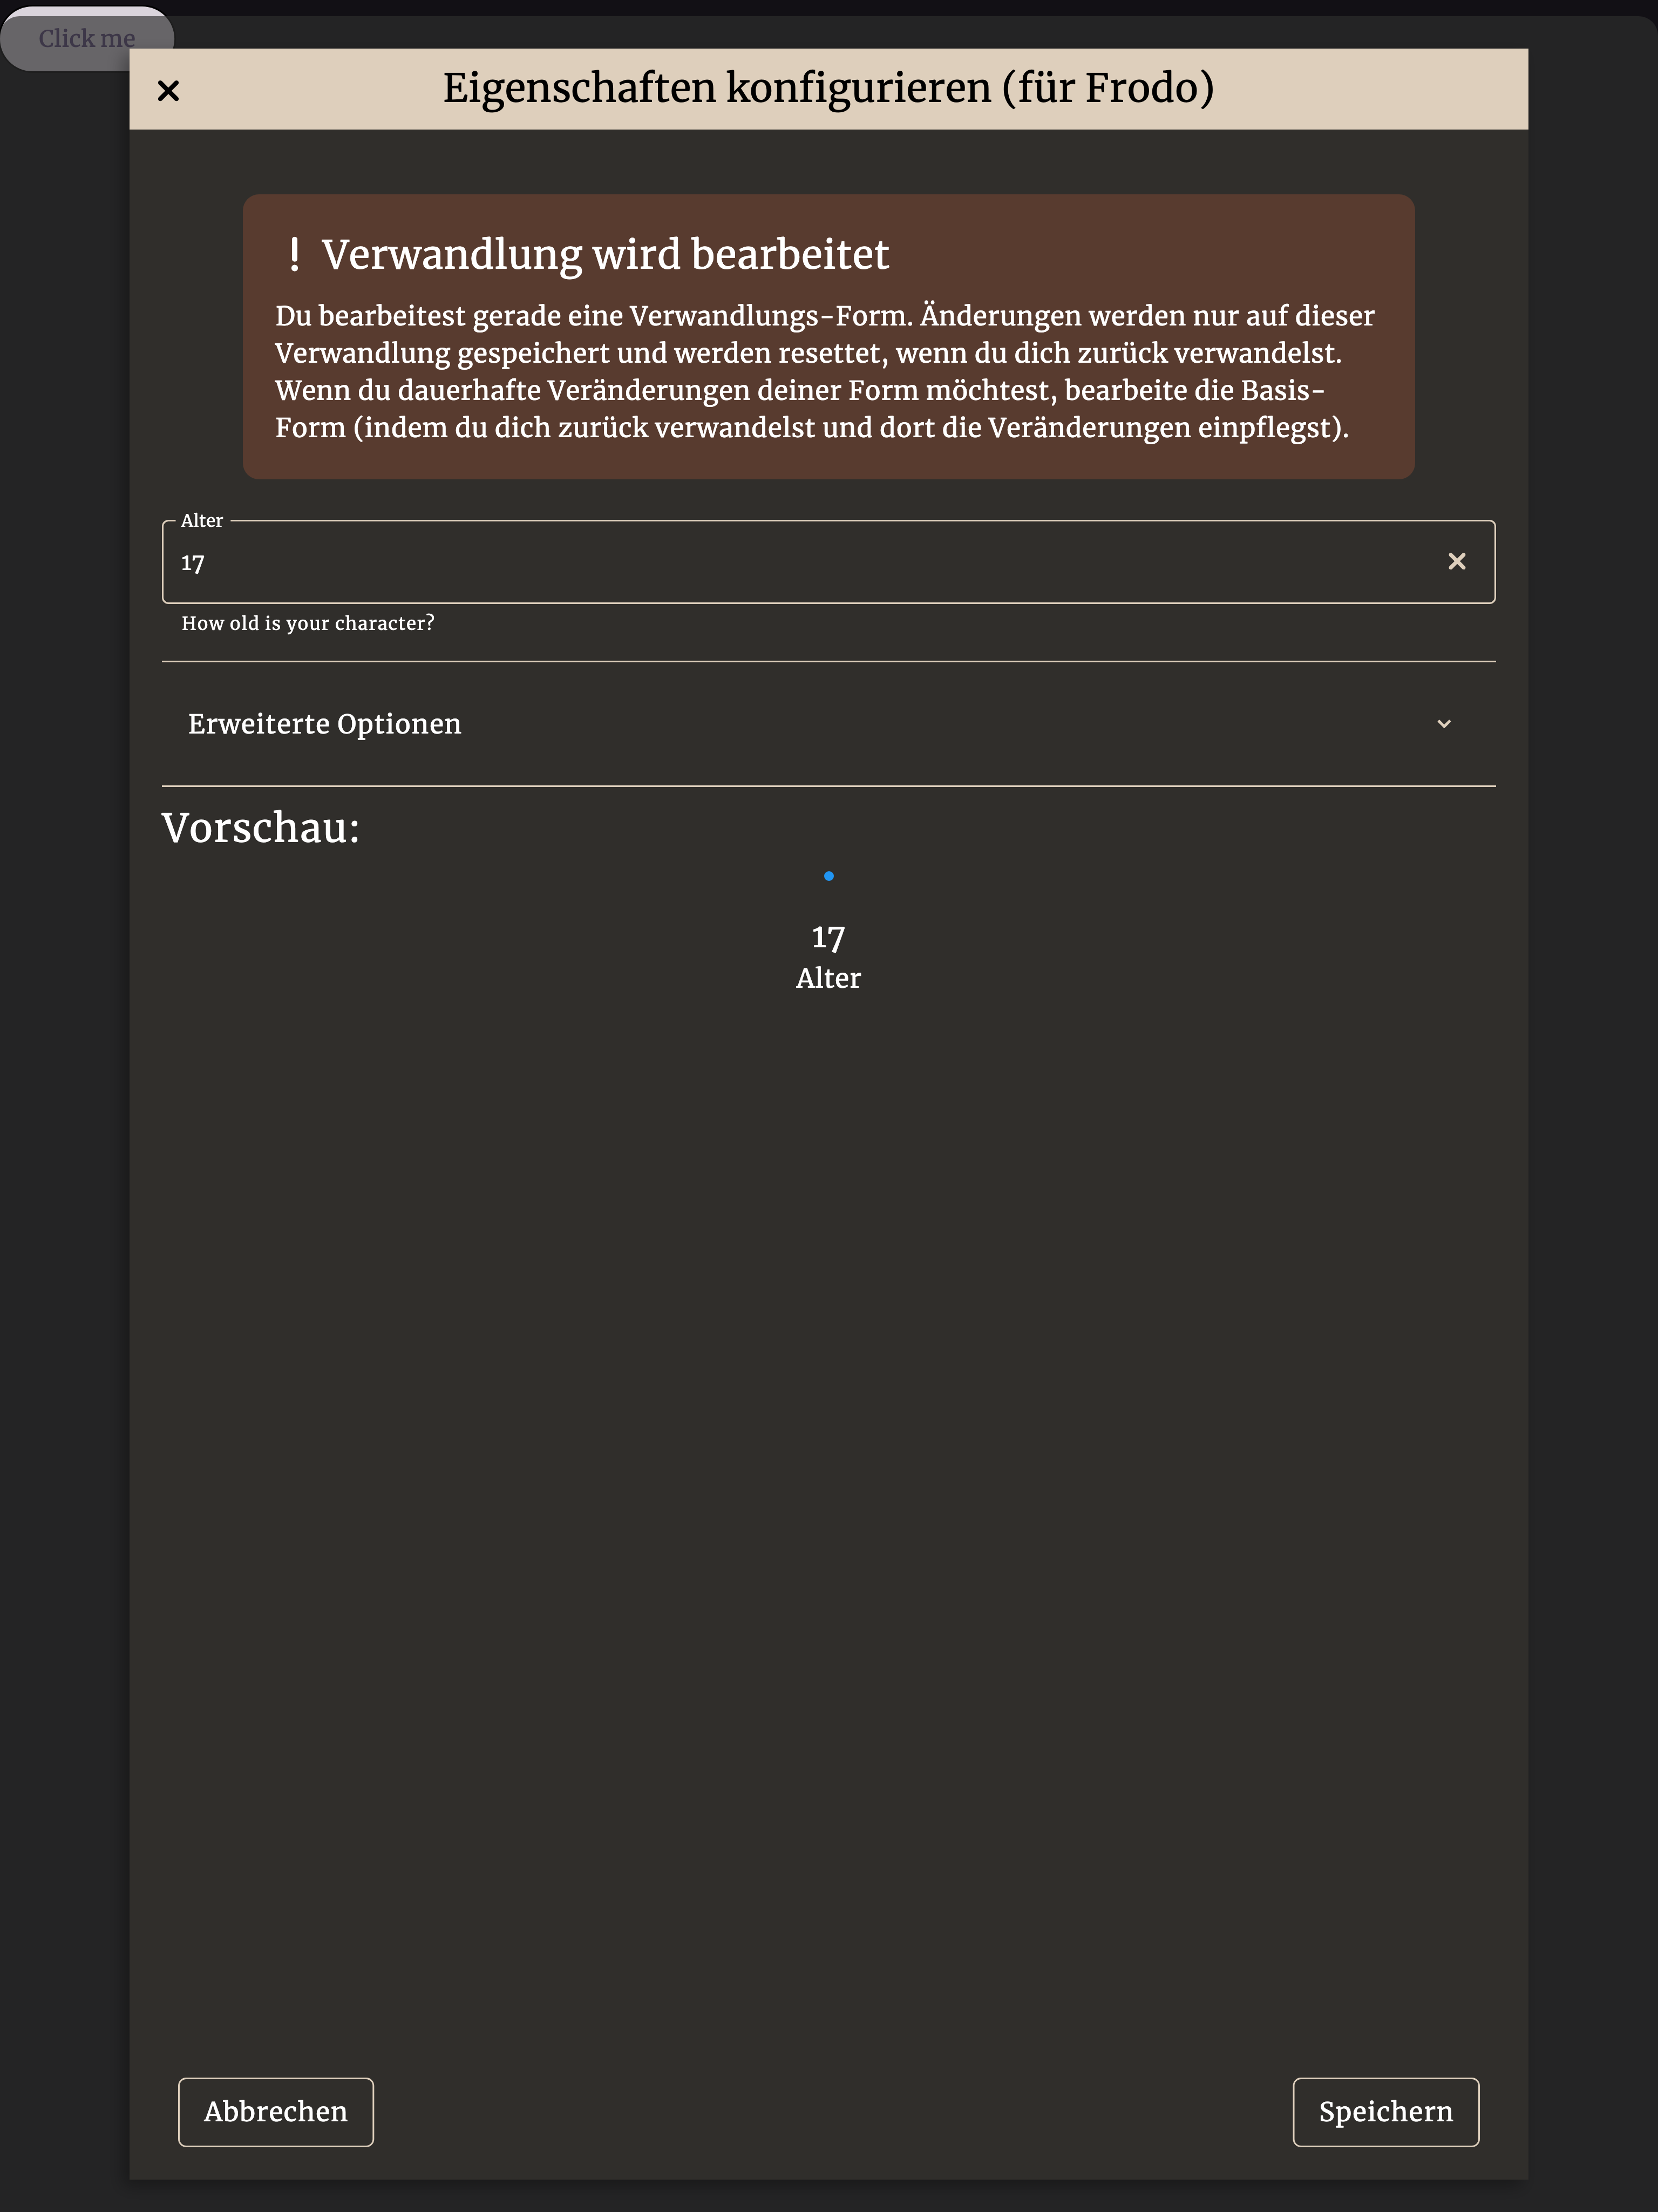 Click me
Eigenschaften konfigurieren (für Frodo)
! Verwandlung wird bearbeitet
Du bearbeitest gerade eine Verwandlungs-Form. Änderungen werden nur auf dieser
Verwandlung gespeichert und werden resettet, wenn du dich zurück verwandelst.
Wenn du dauerhafte Veränderungen deiner Form möchtest, bearbeite die Basis-
Form (indem du dich zurück verwandelst und dort die Veränderungen einpflegst).
Alter
17
How old is your character?
Erweiterte Optionen
Vorschau:
17
Alter
Abbrechen
Speichern